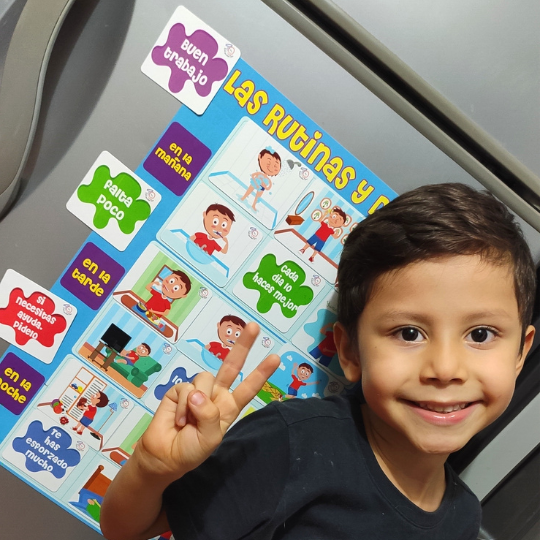 Buen
trabajo
Las Rutinas y
en la
mañana
Falta
poco
Cada
día lo
haces mejor
en la
tarde
Si
necesitas
ayuda,
pídelo
en la
noche
Te
has
esforzado
mucho